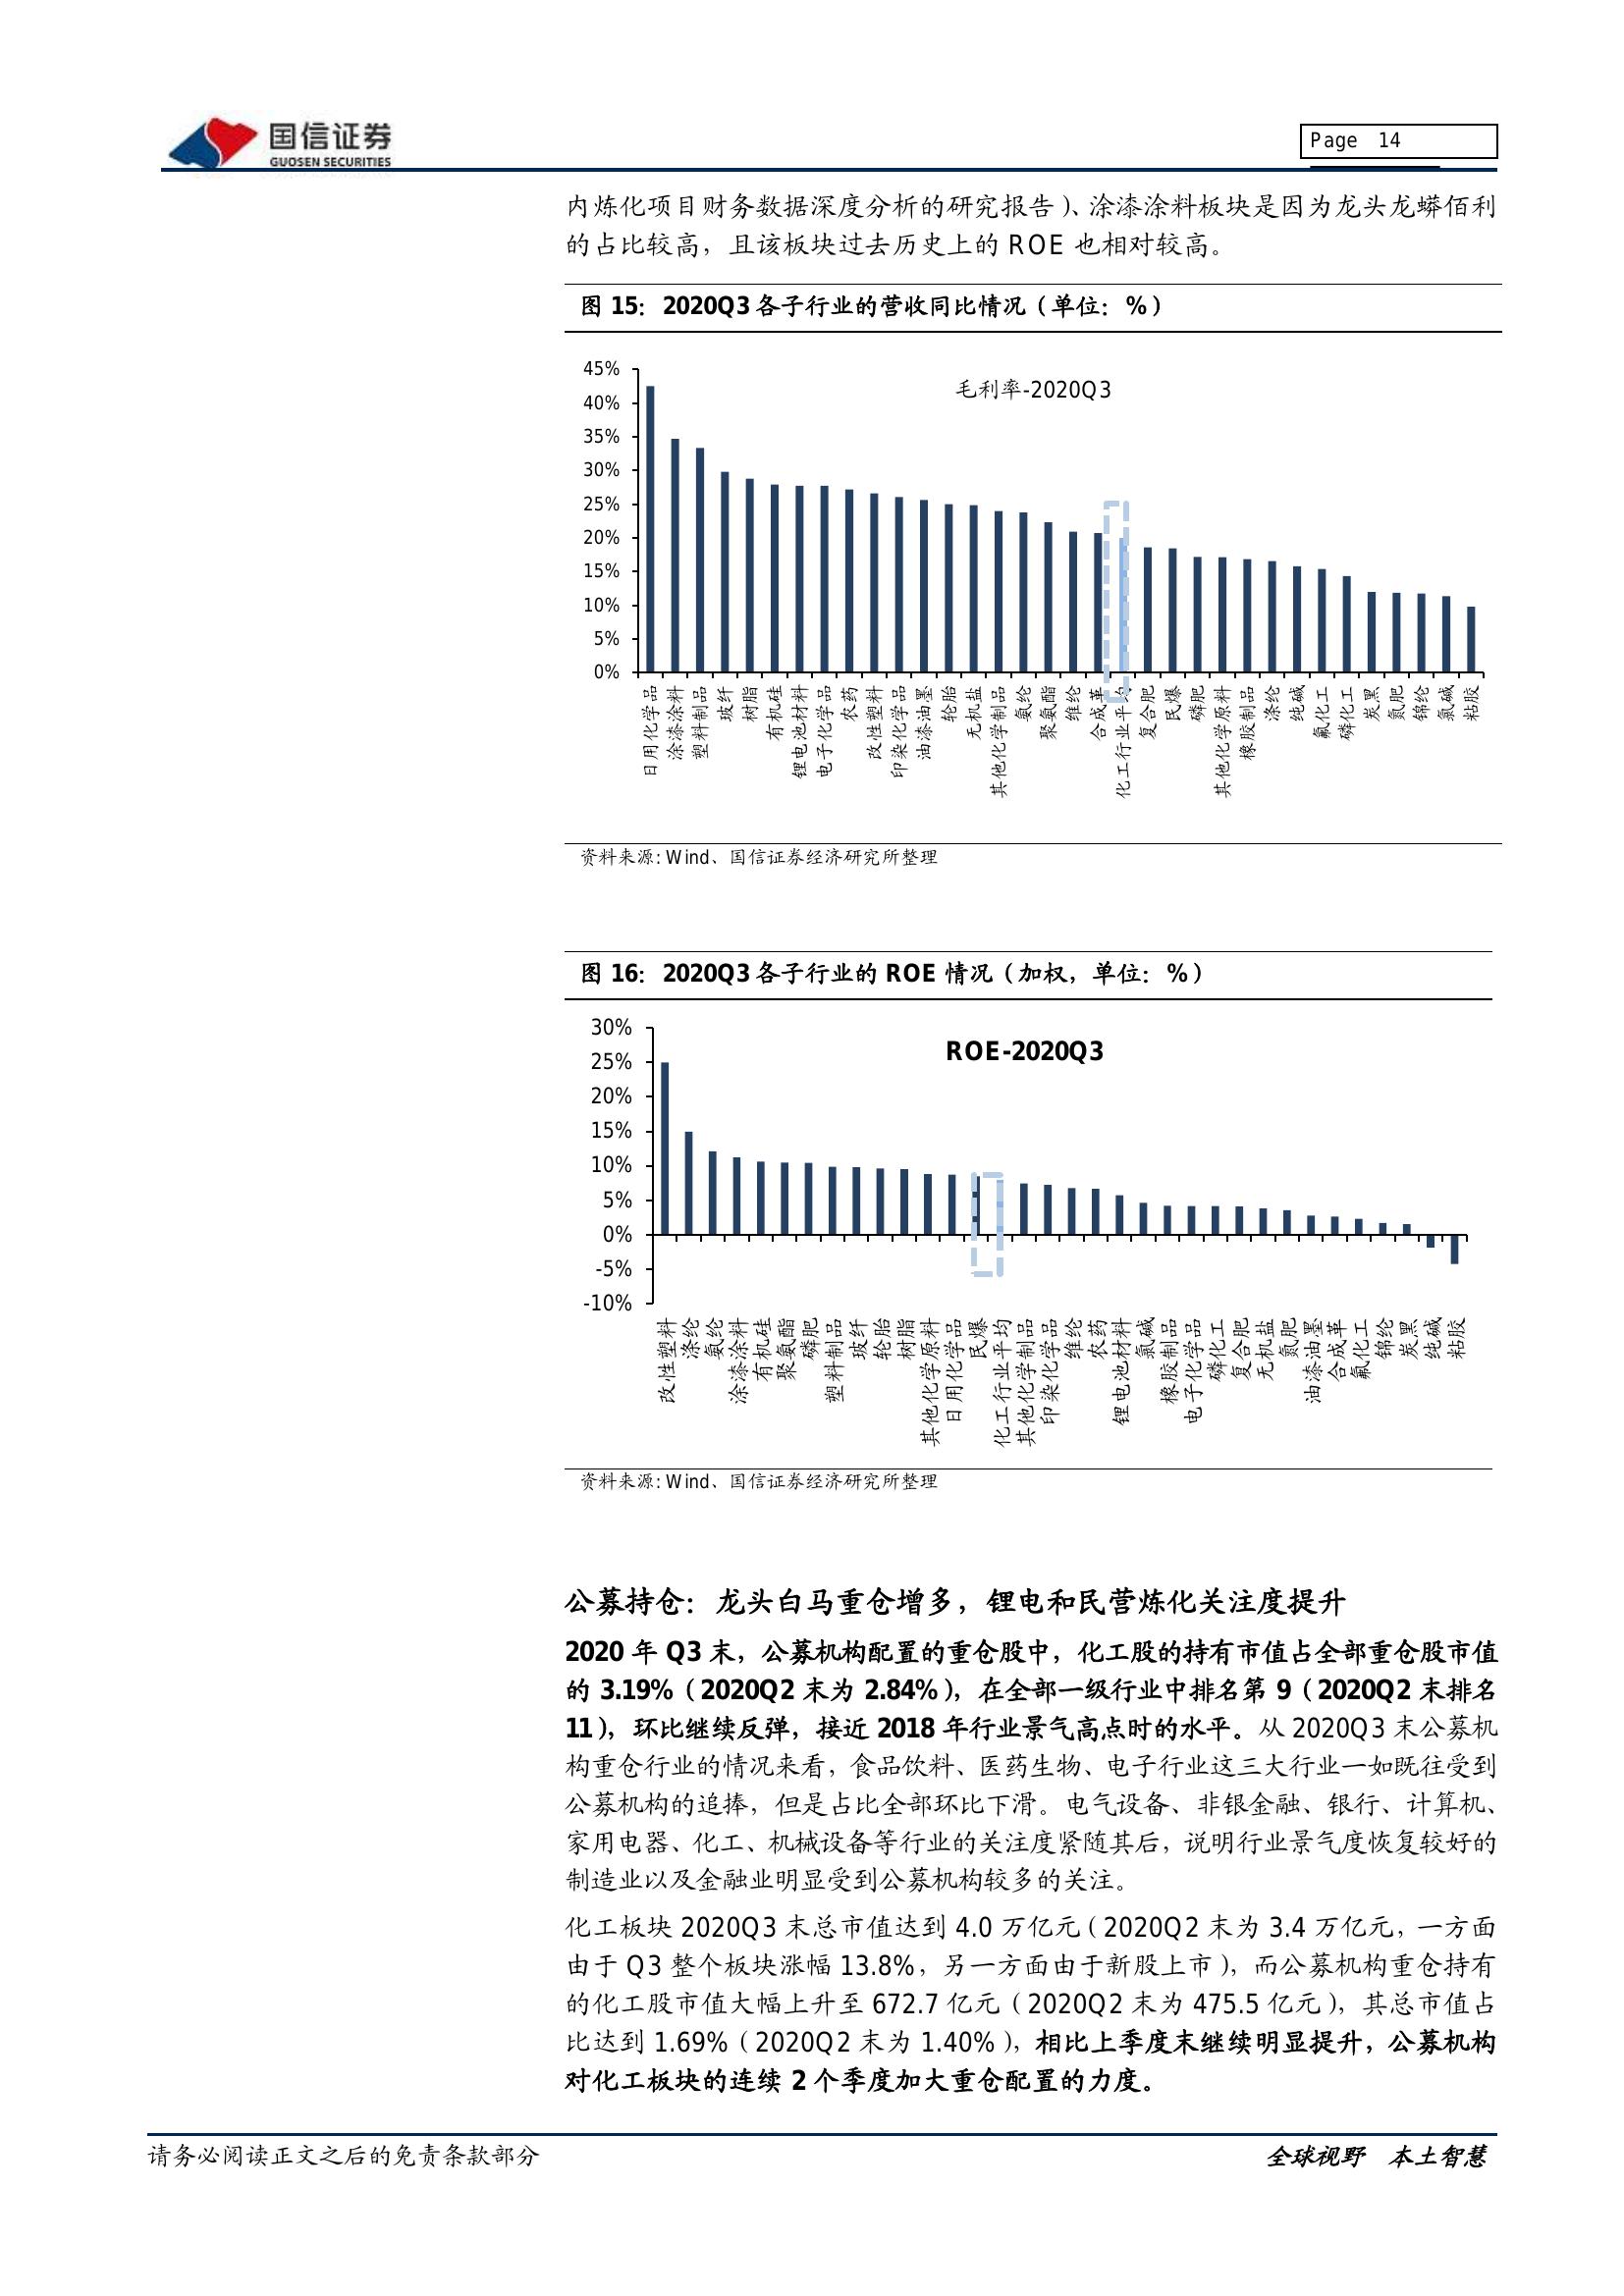 国信证券
GUOSEN SECURITIES
Page 14
内炼化项目财务数据深度分析的研究报告）、涂漆涂料板块是因为龙头龙蟒佰利
的占比较高，且该板块过去历史上的 ROE 也相对较高。
图 15：2020Q3 各子行业的营收同比情况（单位：%）
毛利率-2020Q3
45%
40%
35%
30%
25%
20%
15%
10%
5%
0%
日用化学品
涂漆涂料
塑料制品
玻纤
树脂
有机硅
锂电池材料
电子化学品
农药
改性塑料
印染化学品
油漆油墨
轮胎
无机盐
其他化学制品
氨纶
聚氨酯
维纶
合成革
化工行业平均
复合肥
民爆
磷肥
其他化学原料
橡胶制品
涤纶
纯碱
氟化工
磷化工
炭黑
氮肥
锦纶
氯碱
粘胶
资料来源: Wind、国信证券经济研究所整理
图 16：2020Q3 各子行业的 ROE 情况（加权，单位：%）
ROE-2020Q3
30%
25%
20%
15%
10%
5%
0%
-5%
-10%
改性塑料
涤纶
氨纶
涂漆涂料
有机硅
聚氨酯
磷肥
塑料制品
玻纤
轮胎
树脂
其他化学原料
日用化学品
民爆
化工行业平均
其他化学制品
印染化学品
维纶
农药
锂电池材料
氯碱
橡胶制品
电子化学品
磷化工
复合肥
无机盐
氮肥
油漆油墨
合成革
氟化工
锦纶
炭黑
纯碱
粘胶
资料来源: Wind、国信证券经济研究所整理
公募持仓：龙头白马重仓增多，锂电和民营炼化关注度提升
2020 年 Q3 末，公募机构配置的重仓股中，化工股的持有市值占全部重仓股市值
的 3.19%（2020Q2 末为 2.84%），在全部一级行业中排名第 9（2020Q2 末排名
11），环比继续反弹，接近 2018 年行业景气高点时的水平。从 2020Q3 末公募机
构重仓行业的情况来看，食品饮料、医药生物、电子行业这三大行业一如既往受到
公募机构的追捧，但是占比全部环比下滑。电气设备、非银金融、银行、计算机、
家用电器、化工、机械设备等行业的关注度紧随其后，说明行业景气度恢复较好的
制造业以及金融业明显受到公募机构较多的关注。
化工板块 2020Q3 末总市值达到 4.0 万亿元（2020Q2 末为 3.4 万亿元，一方面
由于 Q3 整个板块涨幅 13.8%，另一方面由于新股上市），而公募机构重仓持有
的化工股市值大幅上升至 672.7 亿元（2020Q2 末为 475.5 亿元），其总市值占
比达到 1.69%（2020Q2 末为 1.40%），相比上季度末继续明显提升，公募机构
对化工板块的连续 2 个季度加大重仓配置的力度。
请务必阅读正文之后的免责条款部分
全球视野 本土智慧